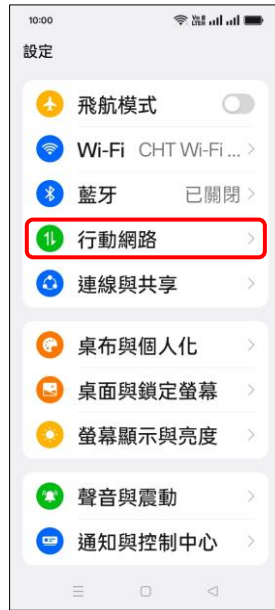 10:00
設定
飛航模式
Wi-Fi CHT Wi-Fi ...
藍牙 已關閉
行動網路
連線與共享
桌布與個人化
桌面與鎖定螢幕
螢幕顯示與亮度
聲音與震動
通知與控制中心